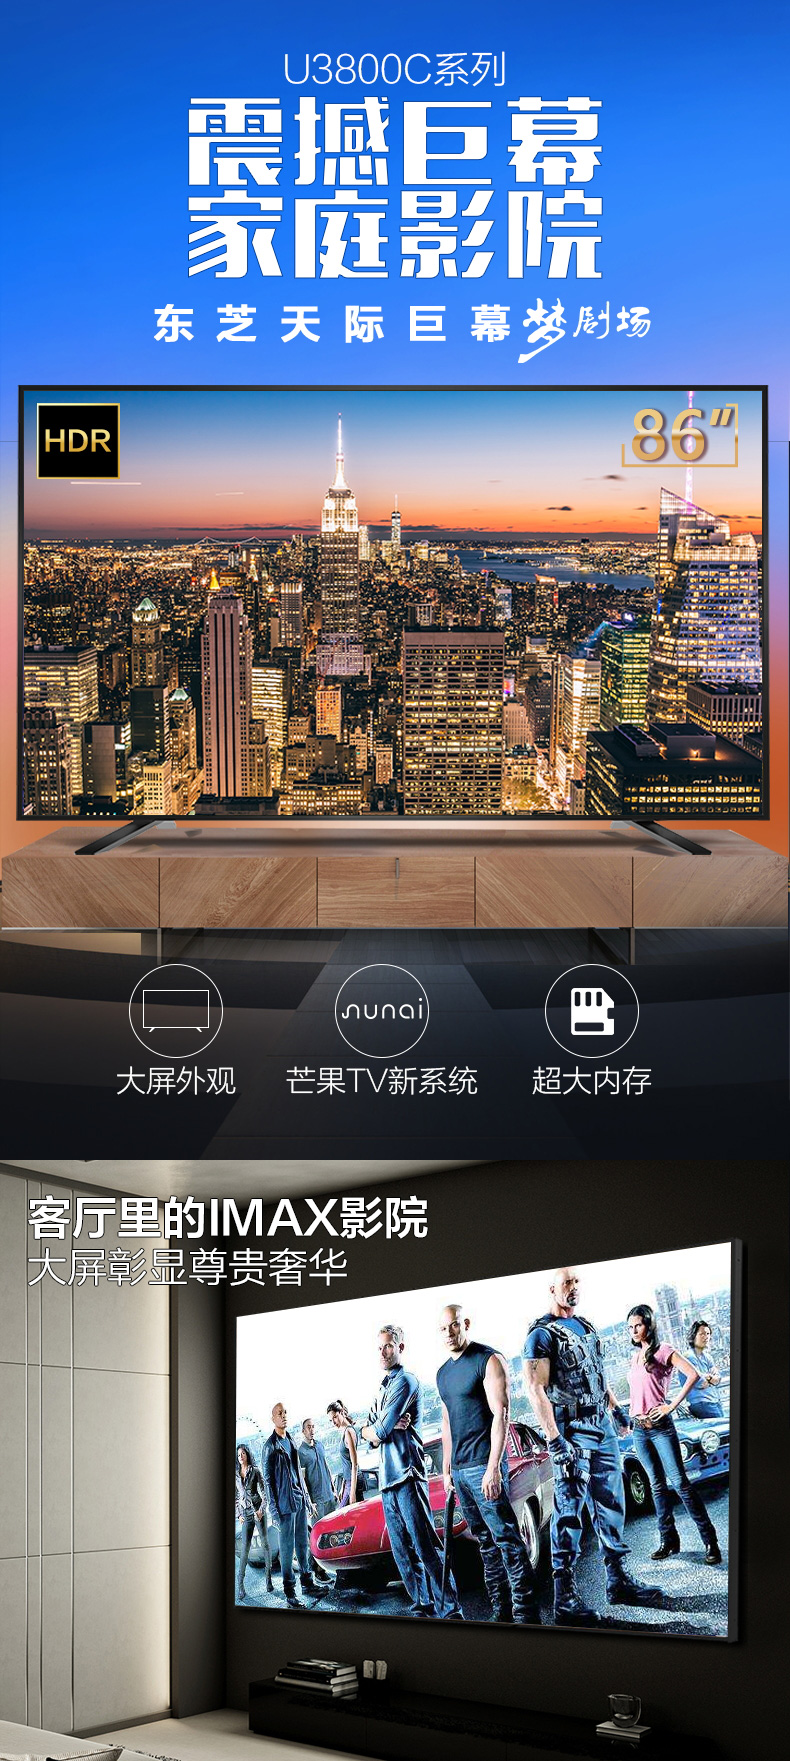 U3800C系列
震撼巨幕
家庭影院
东芝天际巨幕梦剧场
HDR
86"
nunai
大屏外观
芒果TV新系统
超大内存
客厅里的IMAX影院
大屏彰显尊贵奢华